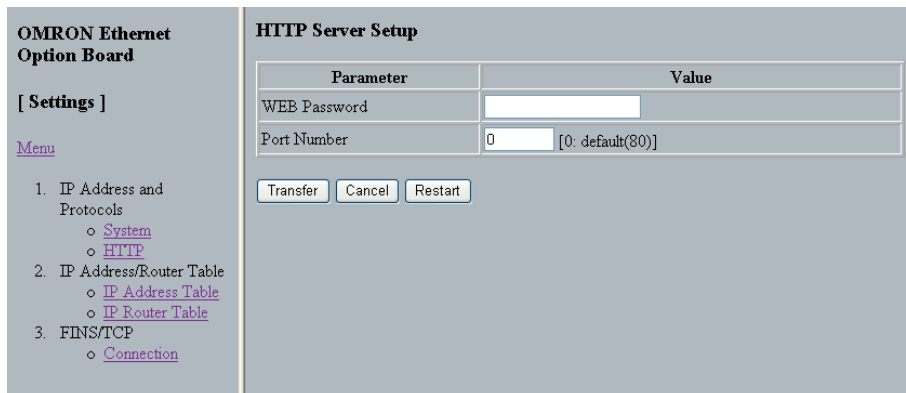 OMRON Ethernet
Option Board
[ Settings ]
Menu
1. IP Address and
Protocols
o System
o HTTP
2. IP Address/Router Table
o IP Address Table
o IP Router Table
3. FINS/TCP
o Connection
HTTP Server Setup
Parameter Value
WEB Password
Port Number 0 [0: default(80)]
Transfer Cancel Restart